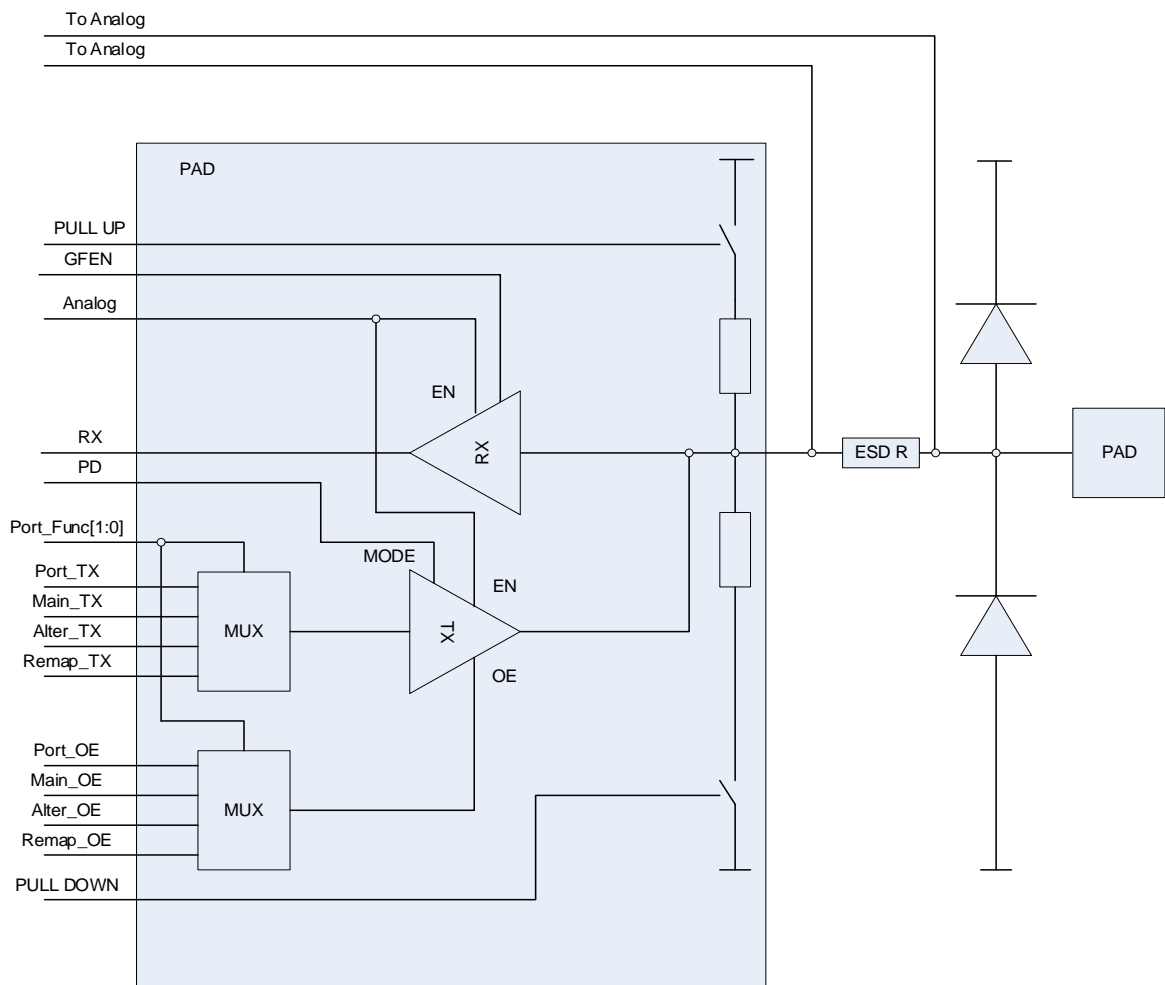 To Analog
To Analog
PAD
PULL UP
GFEN
Analog
EN
RX
RX
ESD R
PAD
PD
Port_Func[1:0]
MODE
EN
Port_TX
Main_TX
Alter_TX
Remap_TX
MUX
TX
OE
Port_OE
Main_OE
Alter_OE
Remap_OE
MUX
PULL DOWN